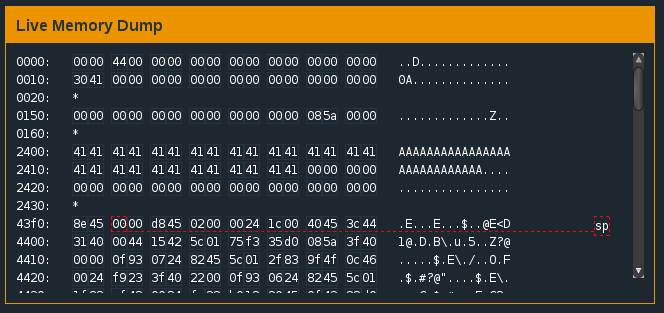 Live Memory Dump
0000: 0000 4400 0000 0000 0000 0000 0000 0000 ..D.............
0010: 3041 0000 0000 0000 0000 0000 0000 0000 0A..............
0020: *
0150: 0000 0000 0000 0000 0000 0000 085a 0000 .............Z..
0160: *
2400: 4141 4141 4141 4141 4141 4141 4141 4141 AAAAAAAAAAAAAAAA
2410: 4141 4141 4141 4141 4141 4141 0000 0000 AAAAAAAAAAAA....
2420: 0000 0000 0000 0000 0000 0000 0000 0000 ................
2430: *
43f0: 8e45 0000 d845 0200 0024 1c00 4045 3c44 .E...E...$..@E<D sp
4400: 3140 0044 1542 5c01 75f3 35d0 085a 3f40 1@.D.B\.u.5..Z?@
4410: 0000 0f93 0724 8245 5c01 2f83 9f4f 0c46 .....$.E\./..O.F
4420: 0024 f923 3f40 2200 0f93 0624 8245 5c01 .$.#?@"....$.E\.